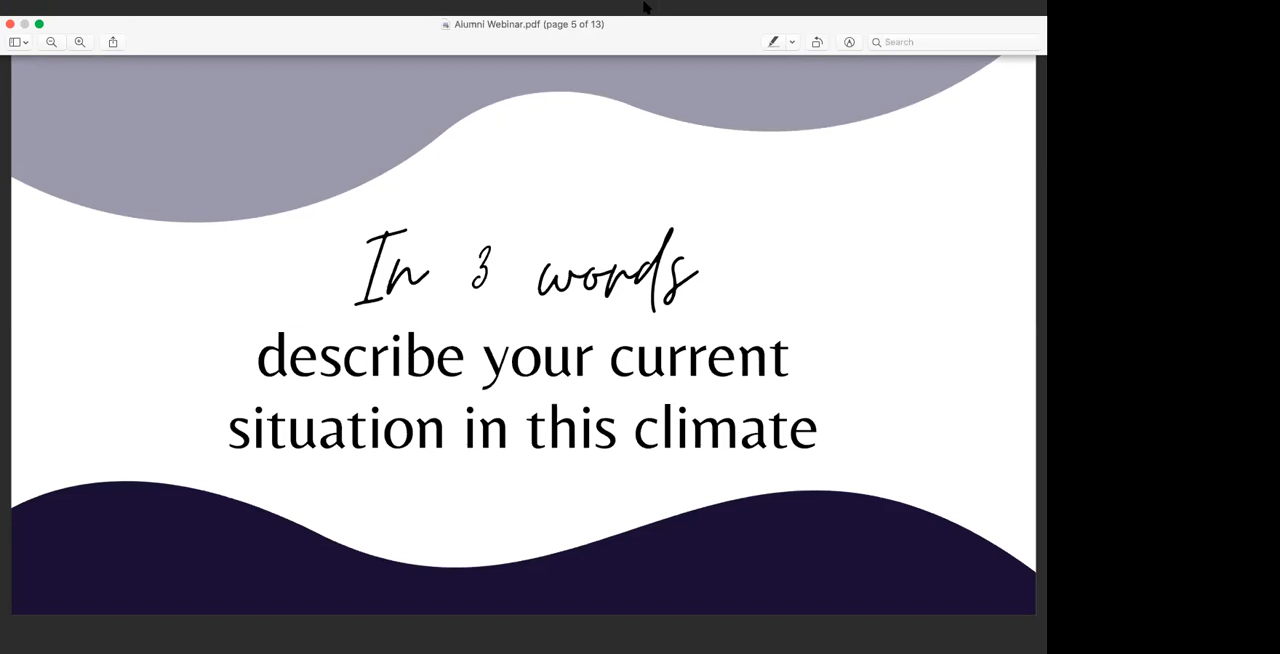 Alumni Webinar.pdf (page 5 of 13)
Search
In 3 words
describe your current
situation in this climate